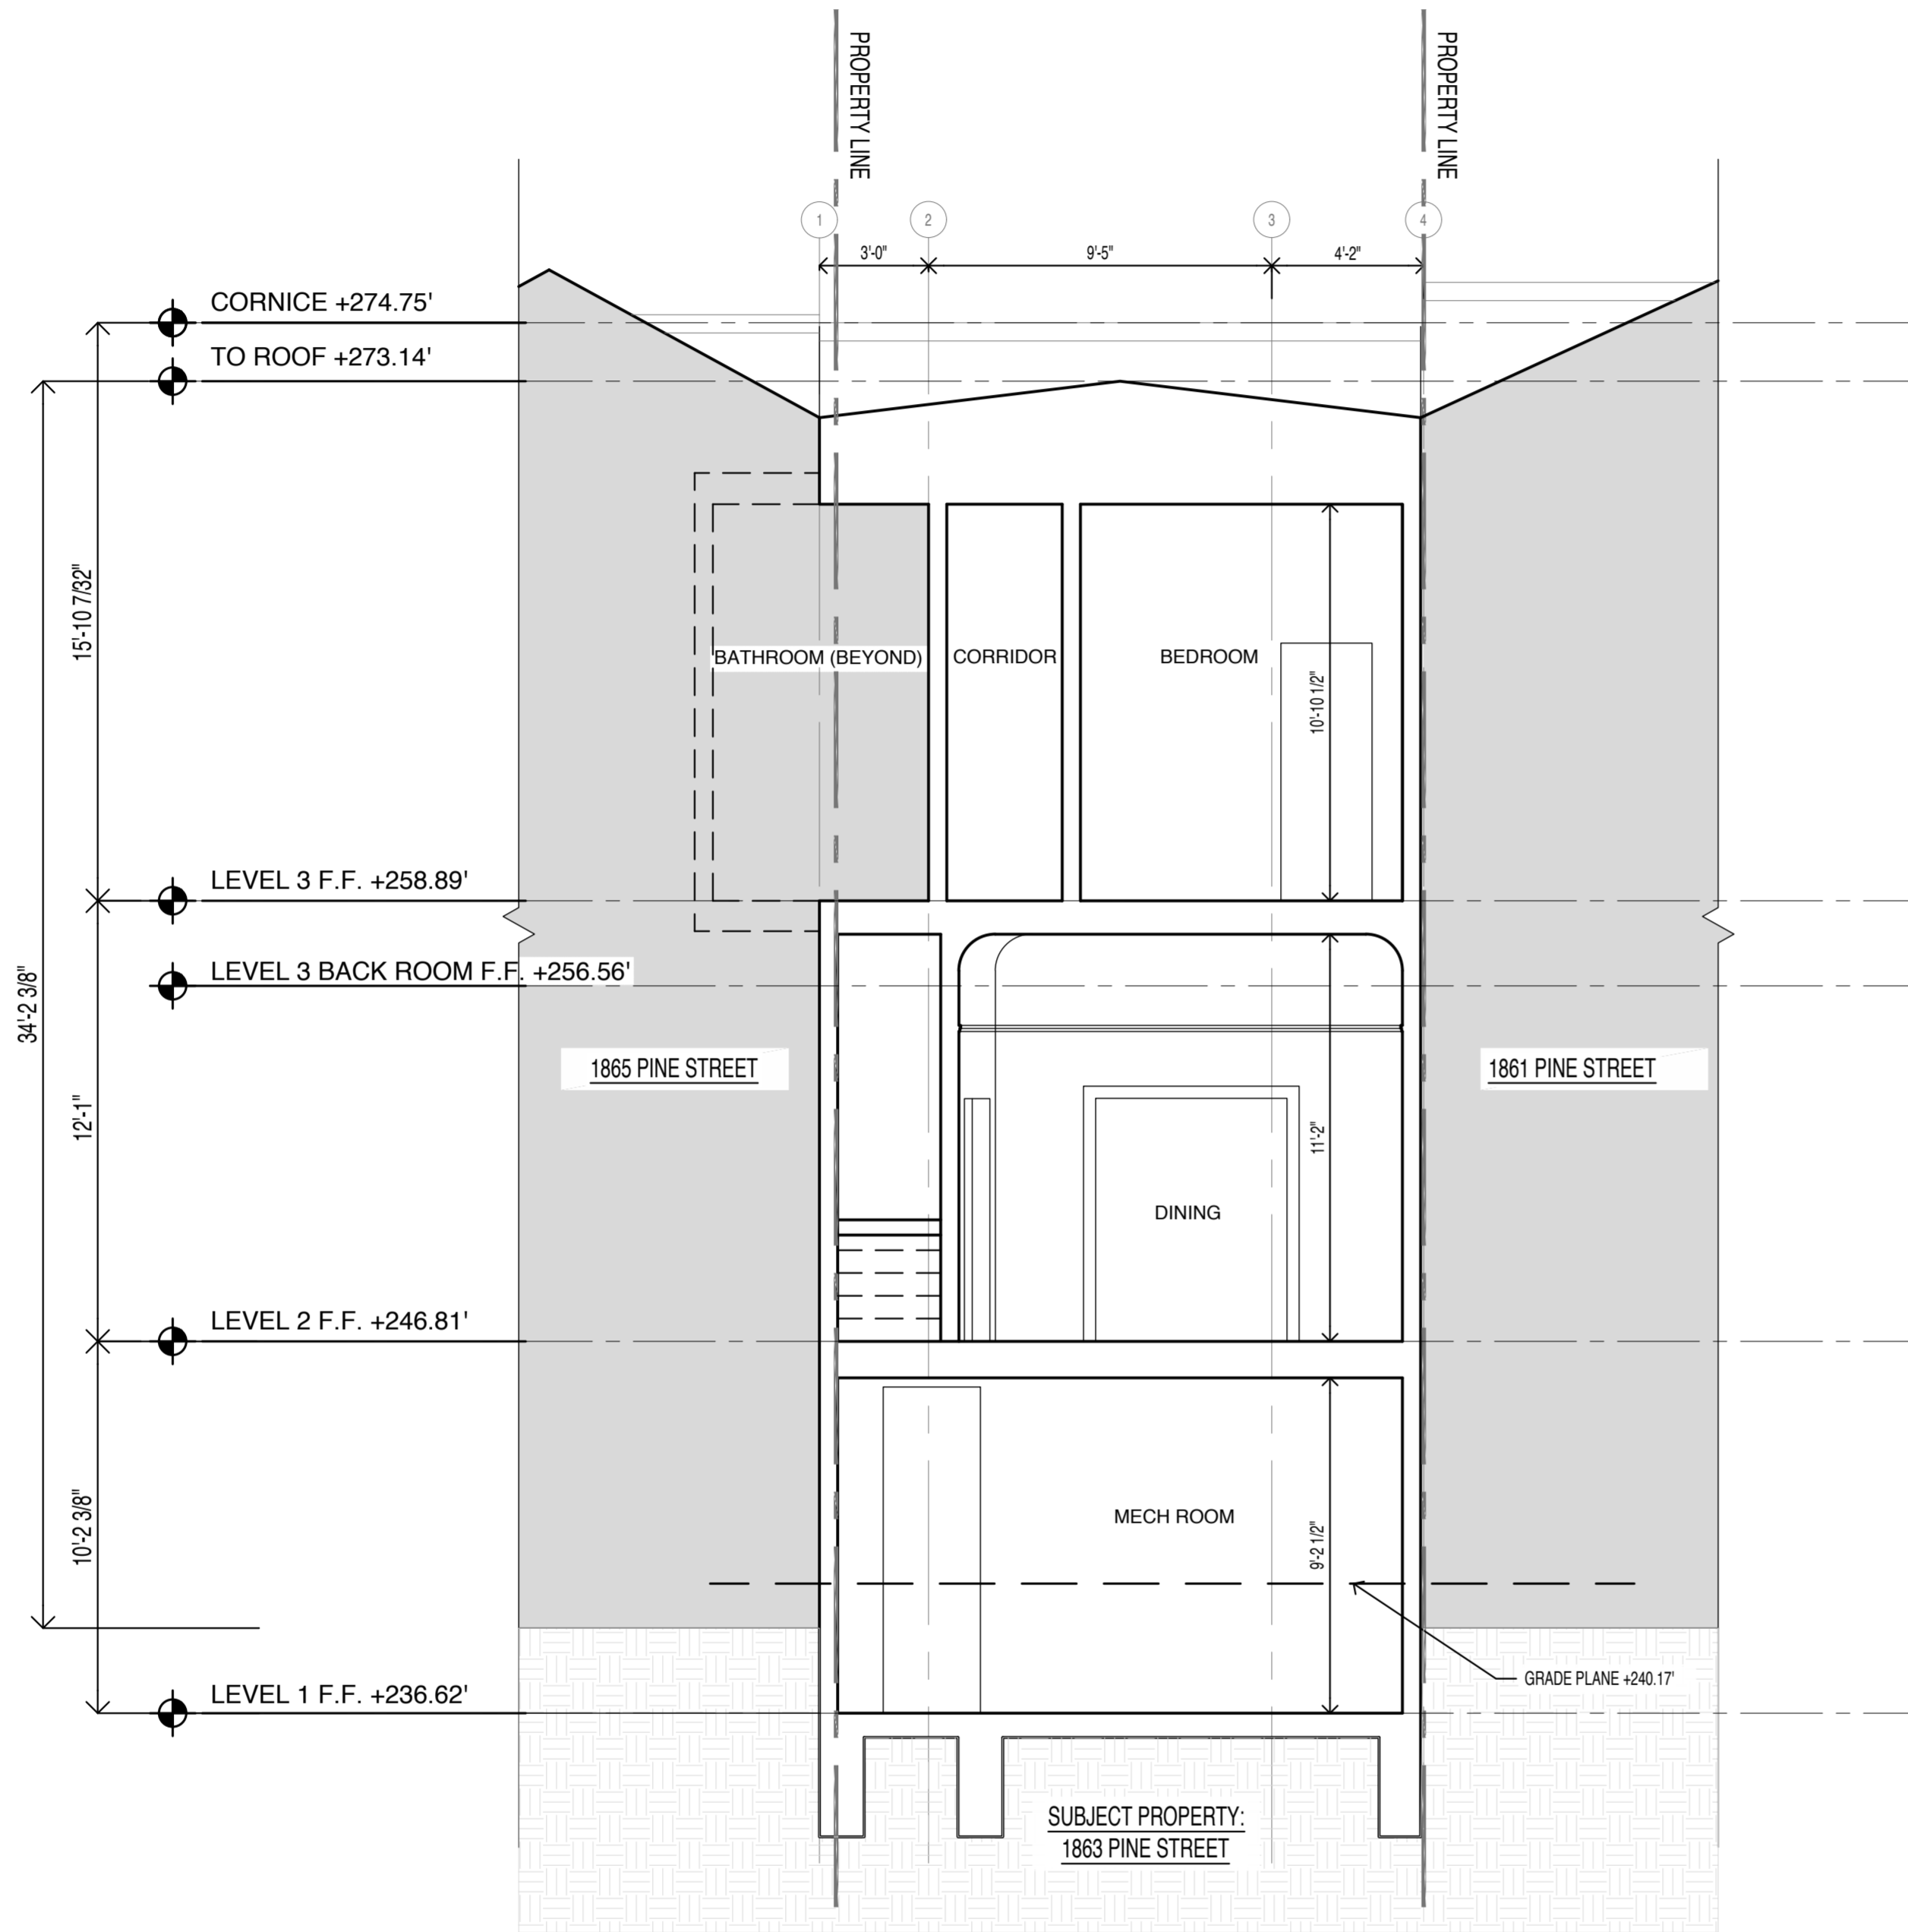 PROPERTY LINE
PROPERTY LINE
1
2
3
4
3'-0"
9'-5"
4'-2"
CORNICE +274.75'
TO ROOF +273.14'
15'-10 7/32"
BATHROOM (BEYOND)
CORRIDOR
BEDROOM
10'-10 1/2"
LEVEL 3 F.F. +258.89'
LEVEL 3 BACK ROOM F.F. +256.56'
34'-2 3/8"
1865 PINE STREET
1861 PINE STREET
12'-1"
11'-2"
DINING
LEVEL 2 F.F. +246.81'
10'-2 3/8"
MECH ROOM
9'-2 1/2"
GRADE PLANE +240.17'
LEVEL 1 F.F. +236.62'
SUBJECT PROPERTY:
1863 PINE STREET